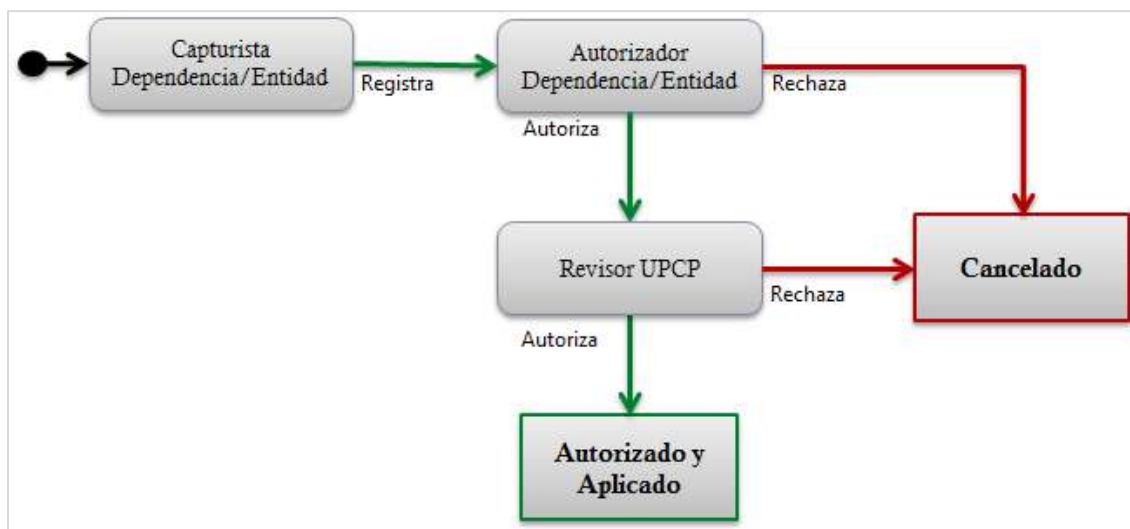 Capturista
Dependencia/Entidad
Registra
Autorizador
Dependencia/Entidad
Rechaza
Autoriza
Revisor UPCP
Rechaza
Cancelado
Autoriza
Autorizado y
Aplicado